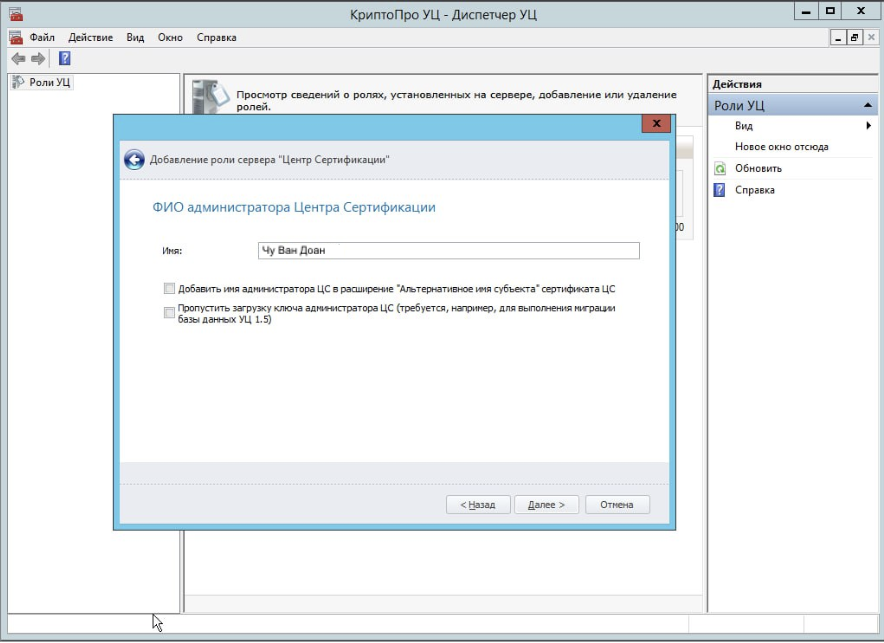 КриптоПро УЦ - Диспетчер УЦ
Файл Действие Вид Окно Справка
Роли УЦ
Просмотр сведений о ролях, установленных на сервере, добавление или удаление
ролей.
Действия
Роли УЦ
Вид
Новое окно отсюда
Обновить
Справка
Добавление роли сервера "Центр Сертификации"
ФИО администратора Центра Сертификации
Имя: Чу Ван Доан
Добавить имя администратора ЦС в расширение "Альтернативное имя субъекта" сертификата ЦС
Пропустить загрузку ключа администратора ЦС (требуется, например, для выполнения миграции
базы данных УЦ 1.5)
< Назад Далее > Отмена